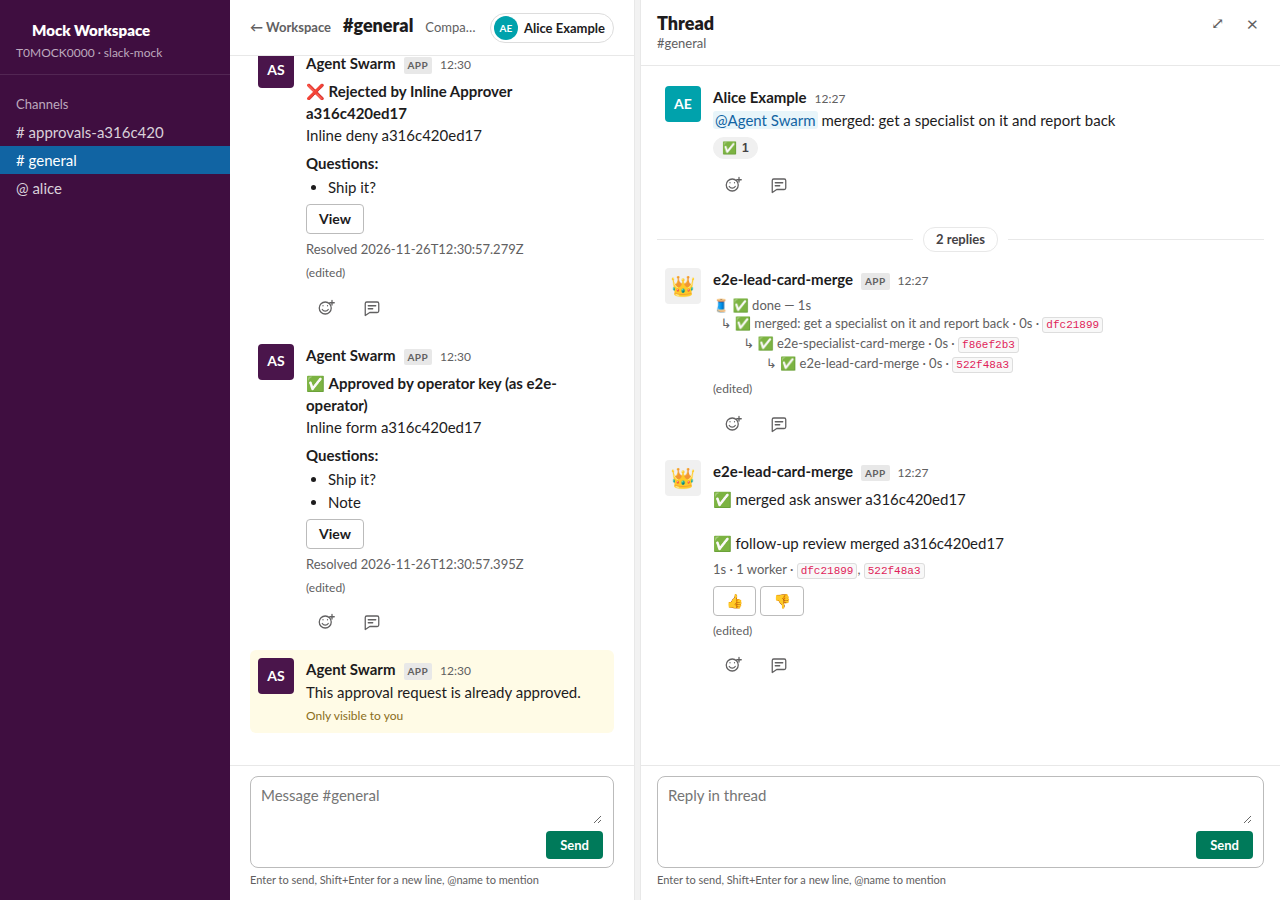 Mock Workspace
T0MOCK0000 · slack-mock
Channels
# approvals-a316c420
# general
@ alice
← Workspace #general Compa... AE Alice Example
AS Agent Swarm APP 12:30
❌ Rejected by Inline Approver
a316c420ed17
Inline deny a316c420ed17
Questions:
• Ship it?
View
Resolved 2026-11-26T12:30:57.279Z
(edited)
AS Agent Swarm APP 12:30
✅ Approved by operator key (as e2e-
operator)
Inline form a316c420ed17
Questions:
• Ship it?
• Note
View
Resolved 2026-11-26T12:30:57.395Z
(edited)
AS Agent Swarm APP 12:30
This approval request is already approved.
Only visible to you
Message #general
Send
Enter to send, Shift+Enter for a new line, @name to mention
Thread
#general
AE Alice Example 12:27
@Agent Swarm merged: get a specialist on it and report back
✅ 1
2 replies
e2e-lead-card-merge APP 12:27
🧵 ✅ done — 1s
↳ ✅ merged: get a specialist on it and report back · 0s · dfc21899
↳ ✅ e2e-specialist-card-merge · 0s · f86ef2b3
↳ ✅ e2e-lead-card-merge · 0s · 522f48a3
(edited)
e2e-lead-card-merge APP 12:27
✅ merged ask answer a316c420ed17
✅ follow-up review merged a316c420ed17
1s · 1 worker · dfc21899, 522f48a3
👍 👎
(edited)
Reply in thread
Send
Enter to send, Shift+Enter for a new line, @name to mention